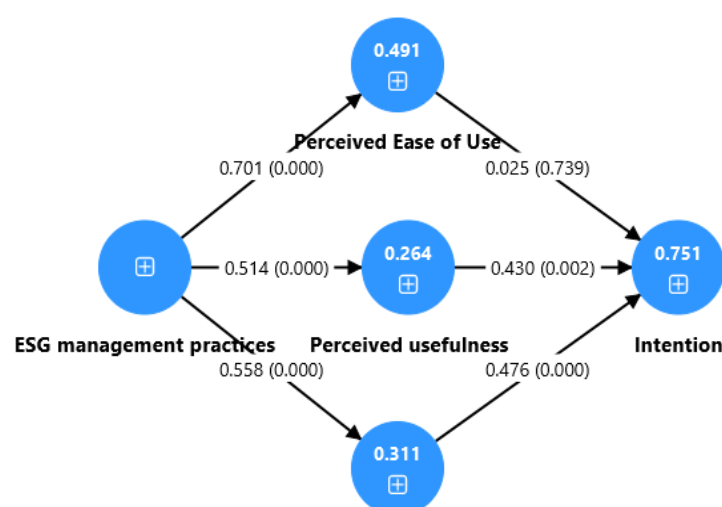 0.491
Perceived Ease of Use
0.701 (0.000)
0.025 (0.739)
0.514 (0.000)
0.264
0.430 (0.002)
0.751
ESG management practices
Perceived usefulness
Intention
0.558 (0.000)
0.476 (0.000)
0.311